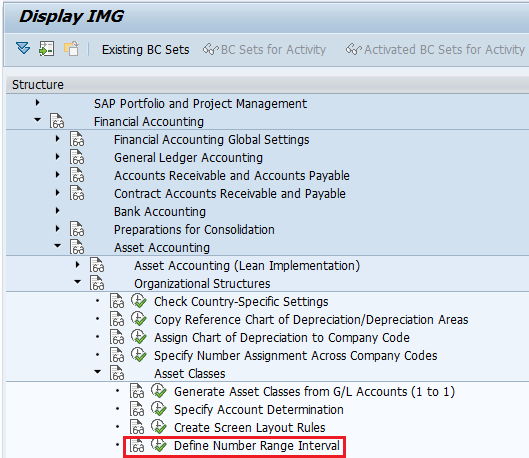 Display IMG
Existing BC Sets BC Sets for Activity Activated BC Sets for Activity
Structure
SAP Portfolio and Project Management
Financial Accounting
Financial Accounting Global Settings
General Ledger Accounting
Accounts Receivable and Accounts Payable
Contract Accounts Receivable and Payable
Bank Accounting
Preparations for Consolidation
Asset Accounting
Asset Accounting (Lean Implementation)
Organizational Structures
Check Country-Specific Settings
Copy Reference Chart of Depreciation/Depreciation Areas
Assign Chart of Depreciation to Company Code
Specify Number Assignment Across Company Codes
Asset Classes
Generate Asset Classes from G/L Accounts (1 to 1)
Specify Account Determination
Create Screen Layout Rules
Define Number Range Interval